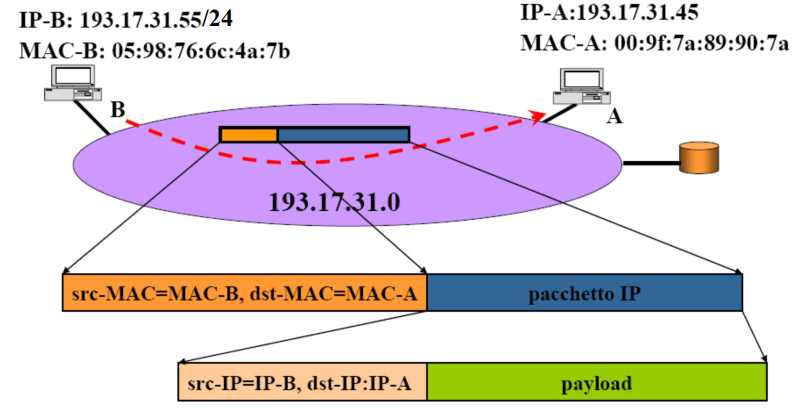 IP-B: 193.17.31.55/24
MAC-B: 05:98:76:6c:4a:7b
IP-A:193.17.31.45
MAC-A: 00:9f:7a:89:90:7a
B
A
193.17.31.0
src-MAC=MAC-B, dst-MAC=MAC-A
pacchetto IP
src-IP=IP-B, dst-IP:IP-A
payload